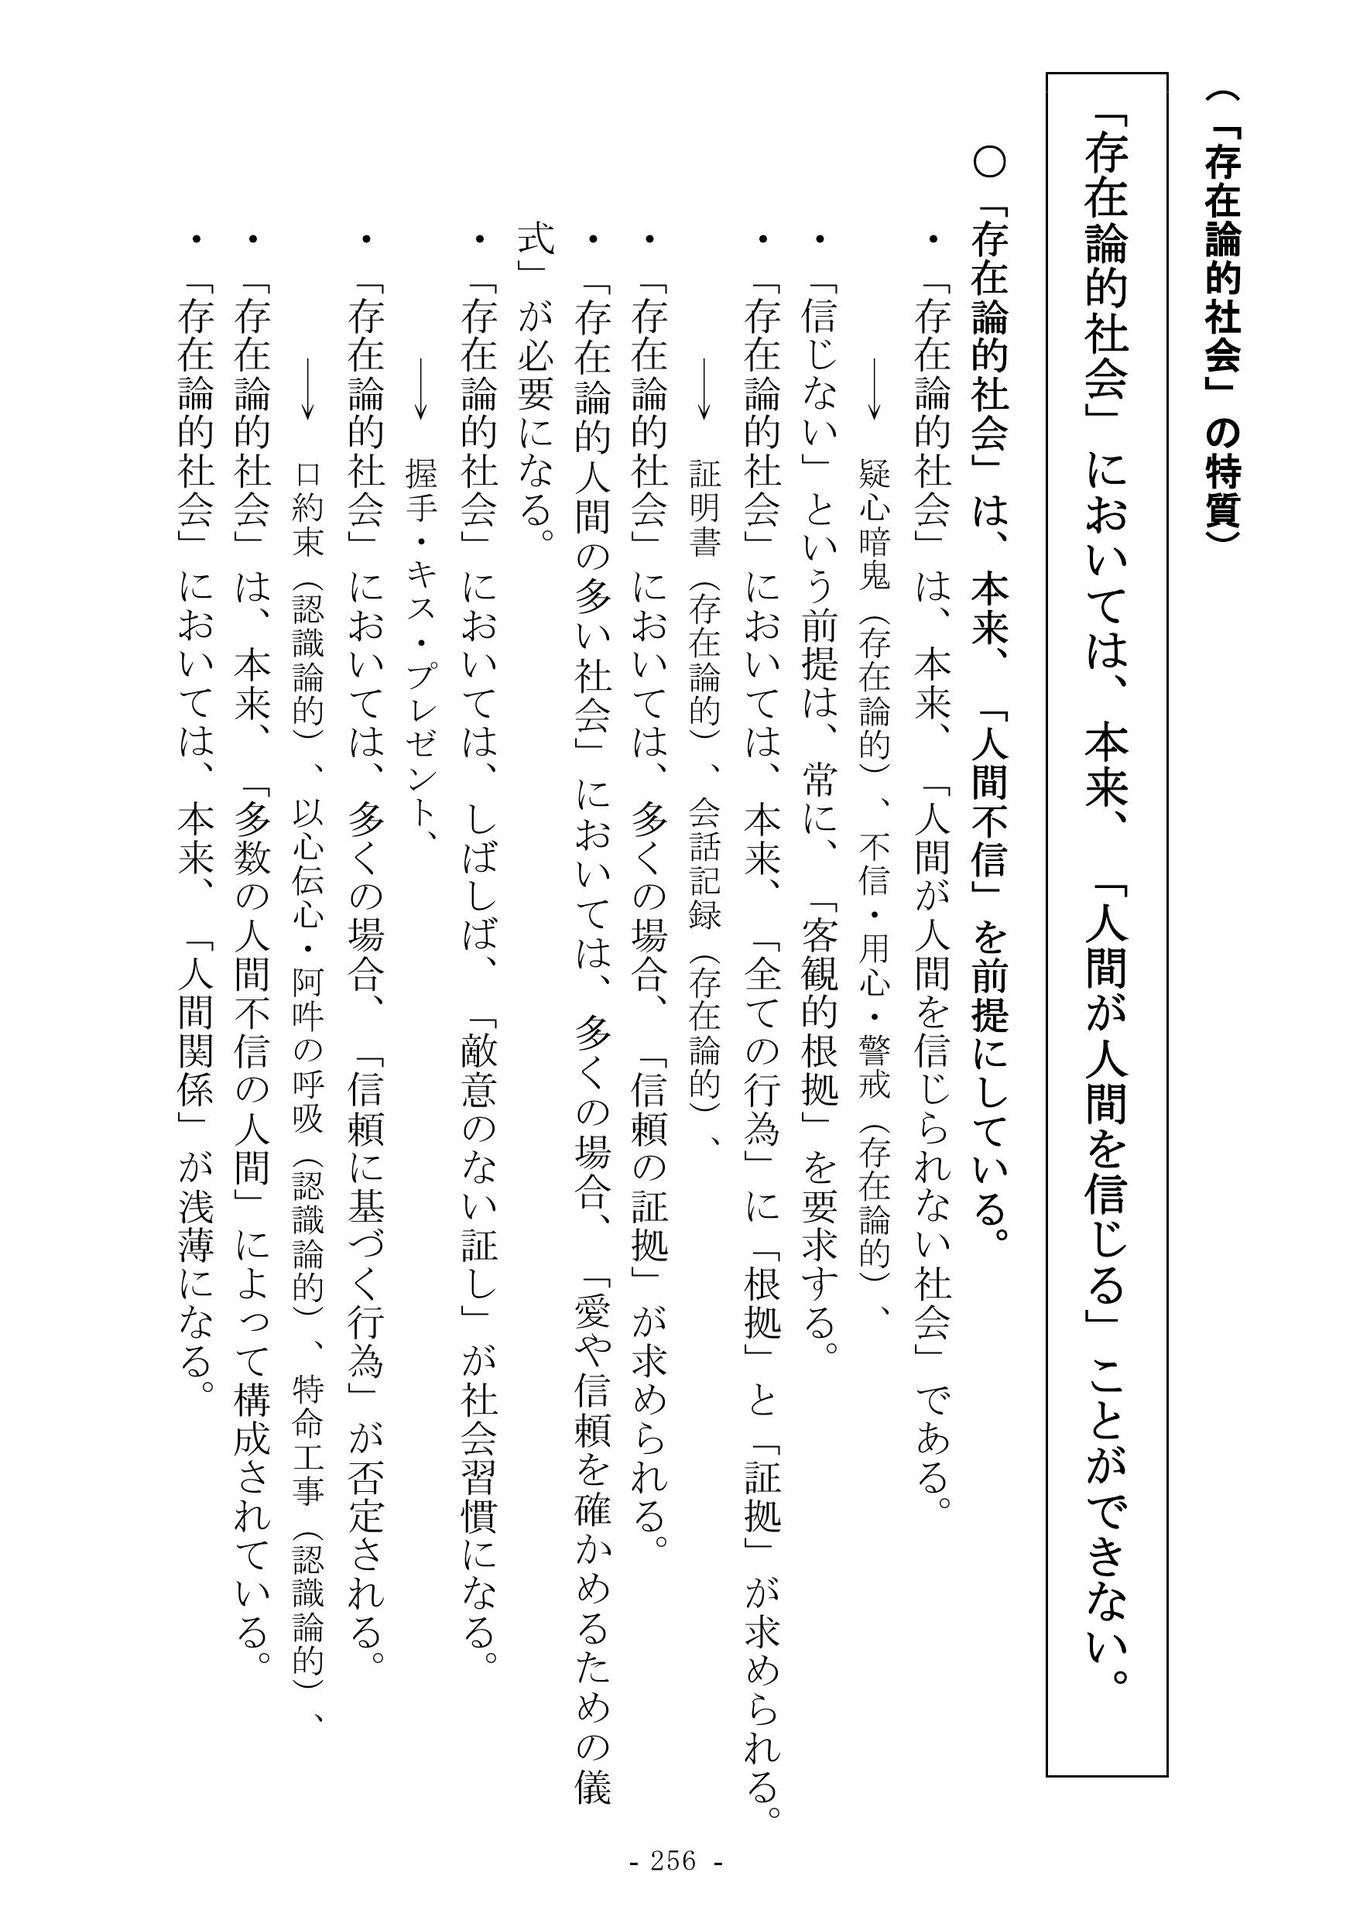 （「存在論的社会」の特質）
「存在論的社会」においては、本来、「人間が人間を信じる」ことができない。
○「存在論的社会」は、本来、「人間不信」を前提にしている。
・「存在論的社会」は、本来、「人間が人間を信じられない社会」である。
→ 疑心暗鬼（存在論的）、不信・用心・警戒（存在論的）、
・「信じない」という前提は、常に、「客観的根拠」を要求する。
・「存在論的社会」においては、本来、「全ての行為」に「根拠」と「証拠」が求められる。
→ 証明書（存在論的）、会話記録（存在論的）、
・「存在論的社会」においては、多くの場合、「信頼の証拠」が求められる。
・「存在論的人間の多い社会」においては、多くの場合、「愛や信頼を確かめるための儀
式」が必要になる。
・「存在論的社会」においては、しばしば、「敵意のない証し」が社会習慣になる。
→ 握手・キス・プレゼント、
・「存在論的社会」においては、多くの場合、「信頼に基づく行為」が否定される。
→ 口約束（認識論的）、以心伝心・阿吽の呼吸（認識論的）、特命工事（認識論的）、
・「存在論的社会」は、本来、「多数の人間不信の人間」によって構成されている。
・「存在論的社会」においては、本来、「人間関係」が浅薄になる。
- 256 -